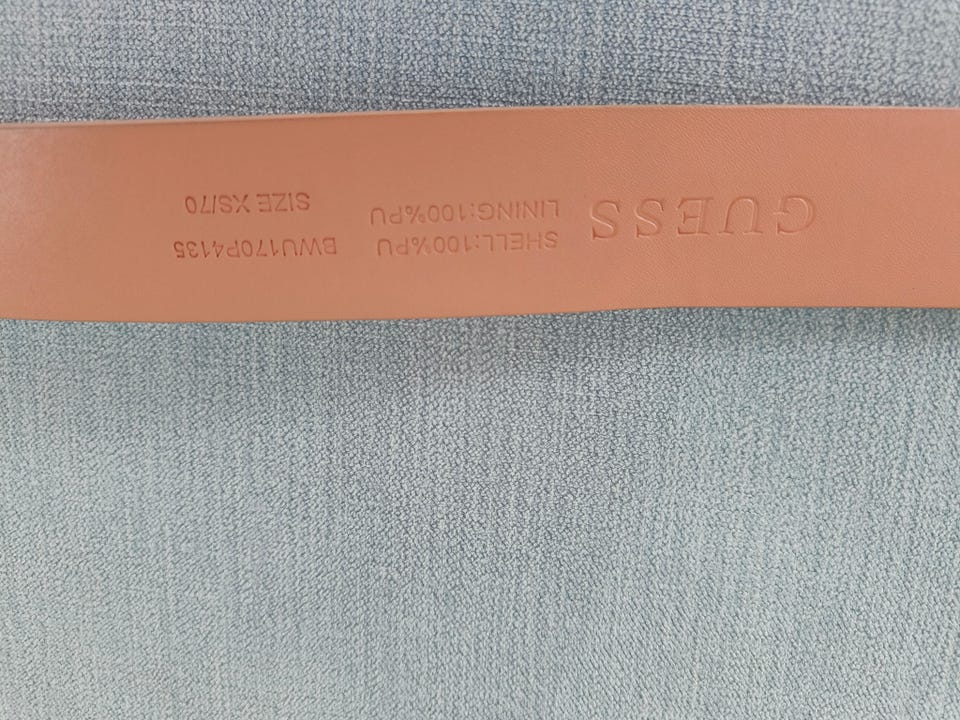 GUESS
SHELL:100%PU
LINING:100%PU
BWU170P4135
SIZE XS/70